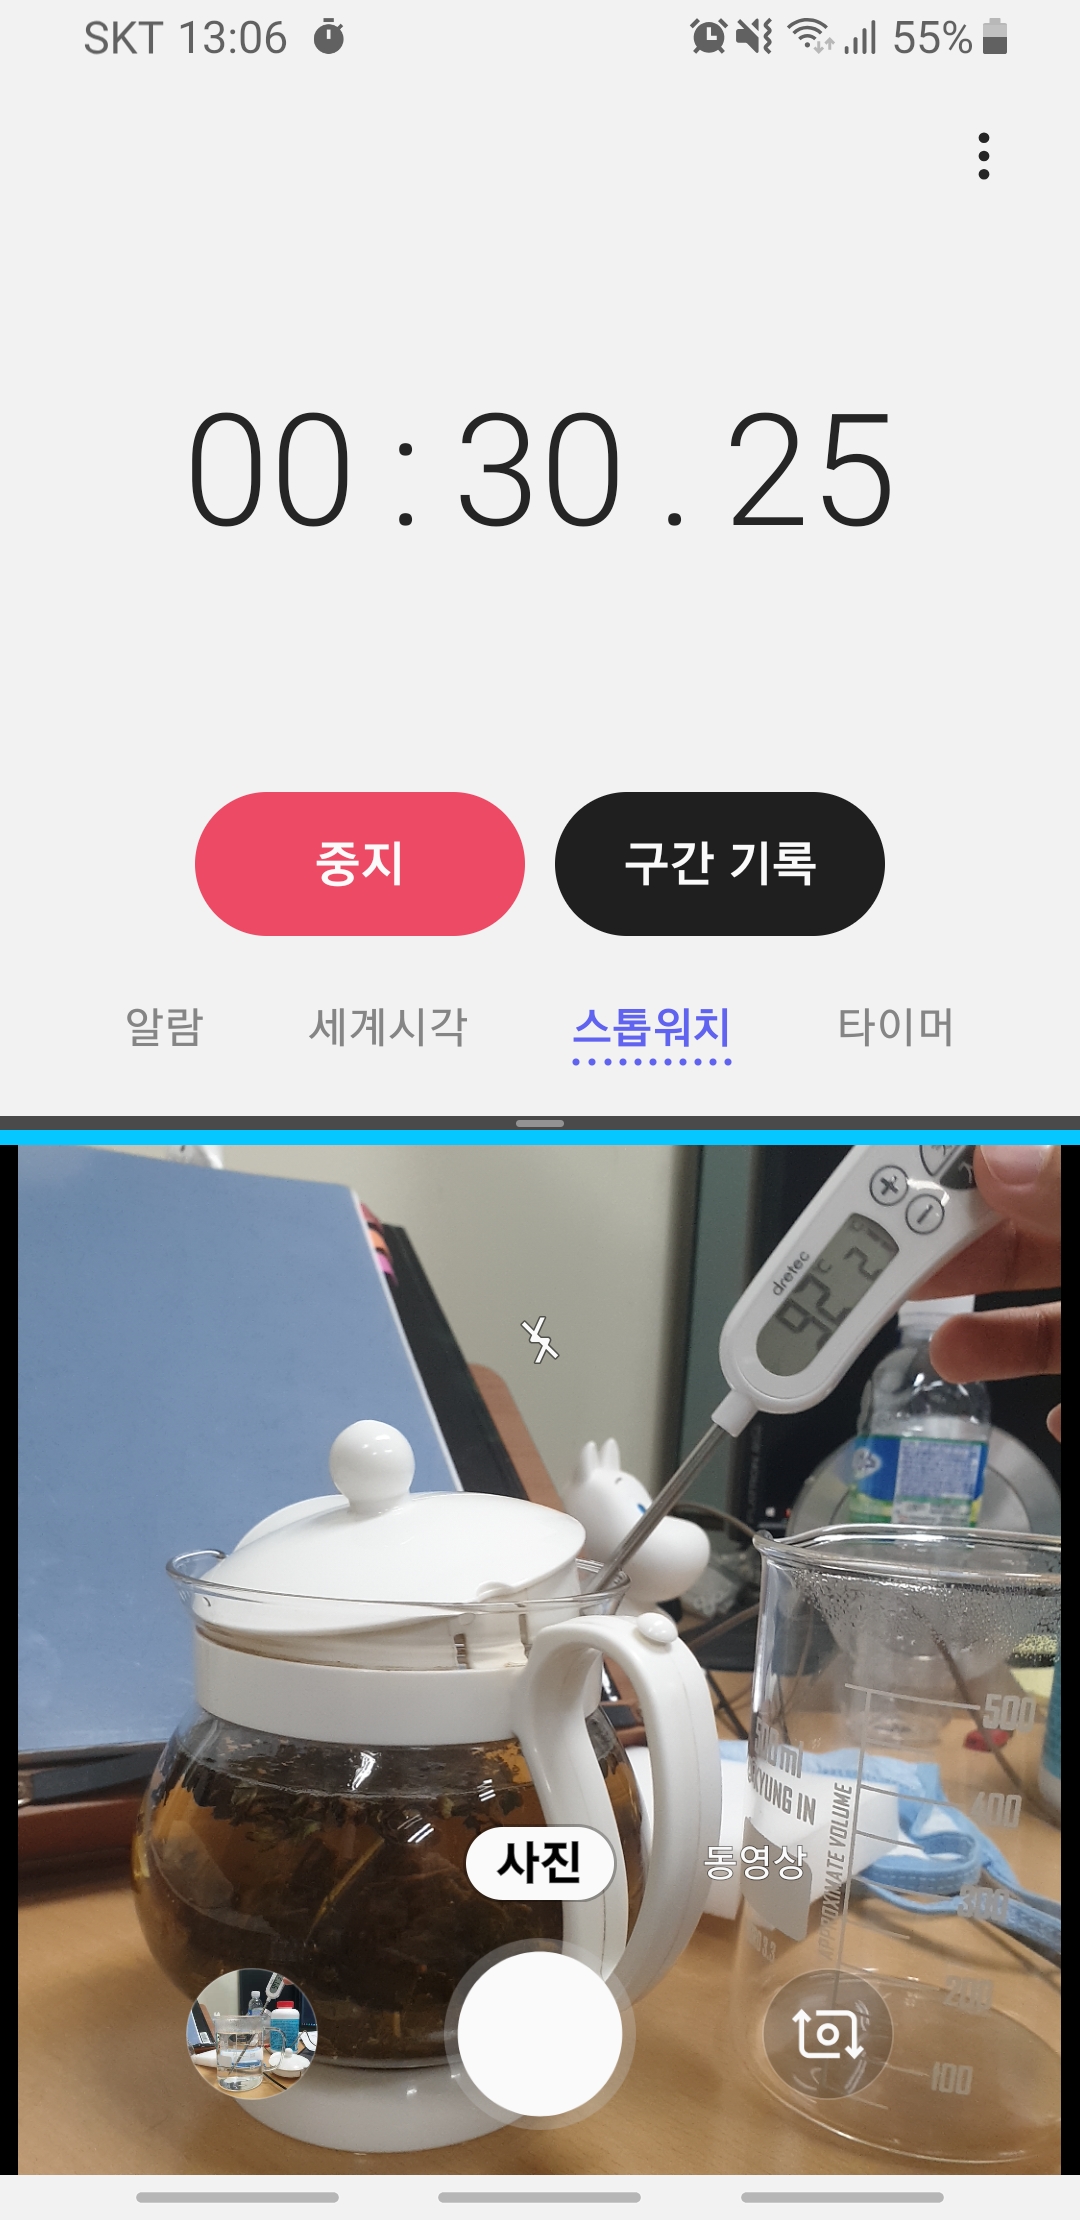 SKT 13:06
55%
00 : 30 . 25
중지
구간 기록
알람
세계시각
스톱워치
타이머
dretec
92
2
°C
500
500ml
KYUNG IN
400
APPROXIMATE VOLUME
300
200
100
사진
동영상